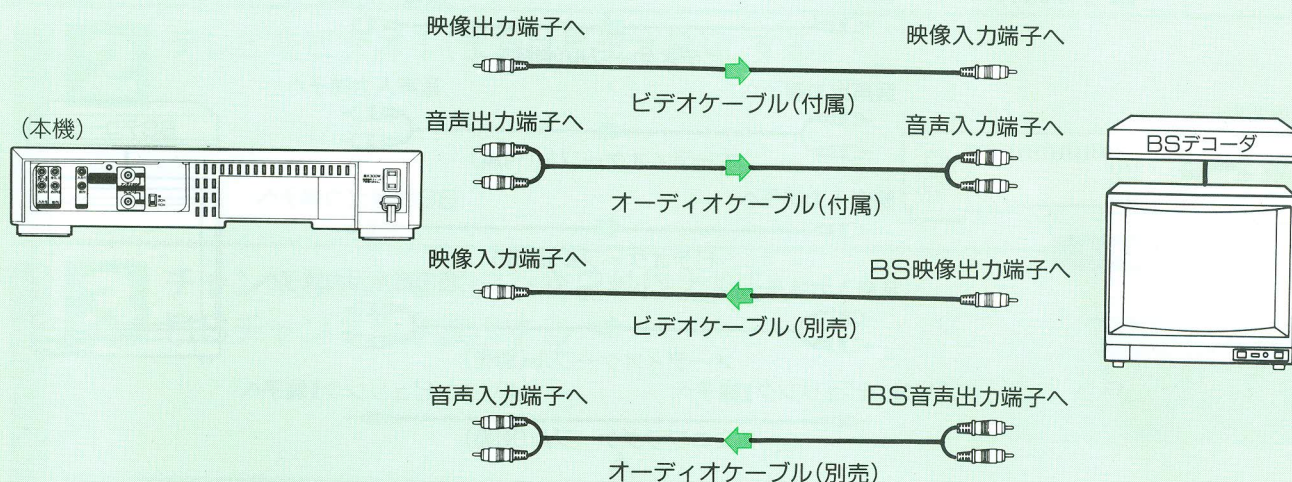 映像出力端子へ
映像入力端子へ
ビデオケーブル(付属)
(本機)
音声出力端子へ
音声入力端子へ
BSデコーダ
オーディオケーブル(付属)
映像入力端子へ
BS映像出力端子へ
ビデオケーブル(別売)
音声入力端子へ
BS音声出力端子へ
オーディオケーブル(別売)